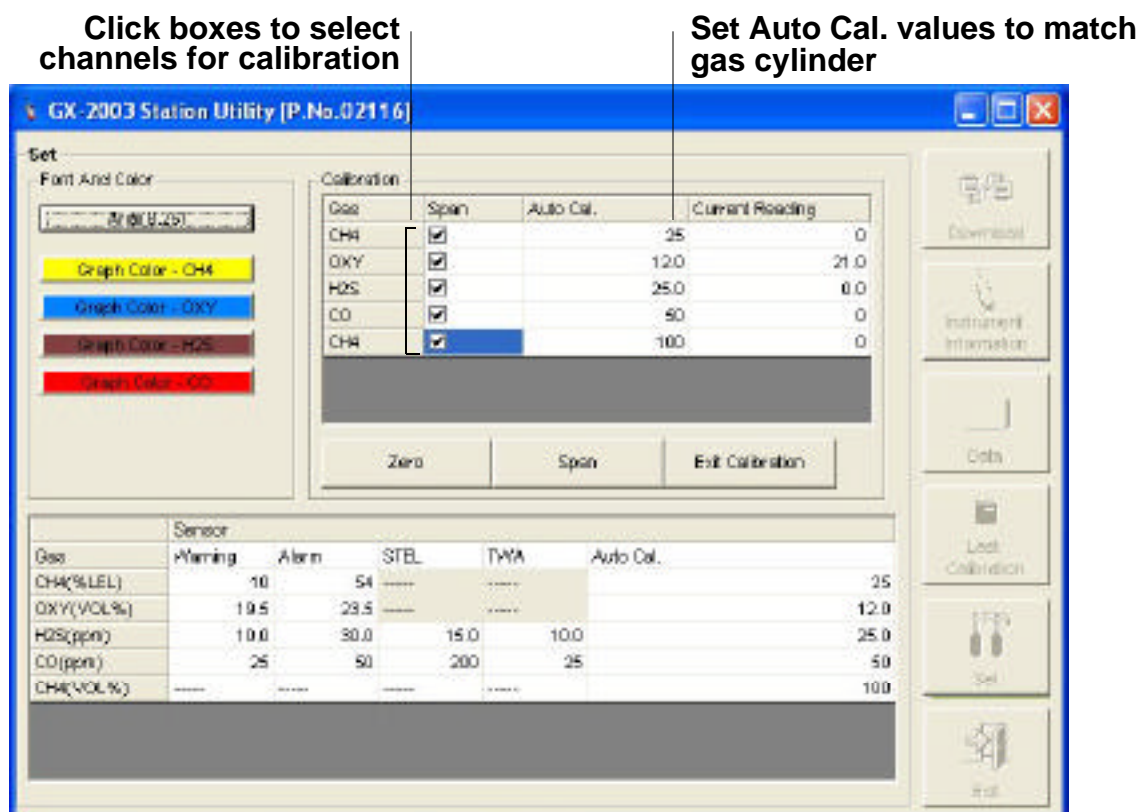 Click boxes to select
channels for calibration
Set Auto Cal. values to match
gas cylinder
GX-2003 Station Utility [P.No.02116]
Set
Font And Color
Arial(8.25)
Graph Color - CH4
Graph Color - OXY
Graph Color - H2S
Graph Color - CO
Calibration
Gas Span Auto Cal. Current Reading
CH4 25 0
OXY 12.0 21.0
H2S 25.0 0.0
CO 50 0
CH4 100 0
Zero Span Exit Calibration
Download
Instrument
Information
Data
Last
Calibration
Set
Exit
Sensor
Gas Warning Alarm STEL TWA Auto Cal.
CH4(%LEL) 10 54 ----- ----- 25
OXY(VOL%) 19.5 23.5 ----- ----- 12.0
H2S(ppm) 10.0 30.0 15.0 10.0 25.0
CO(ppm) 25 50 200 25 50
CH4(VOL%) ----- ----- ----- ----- 100